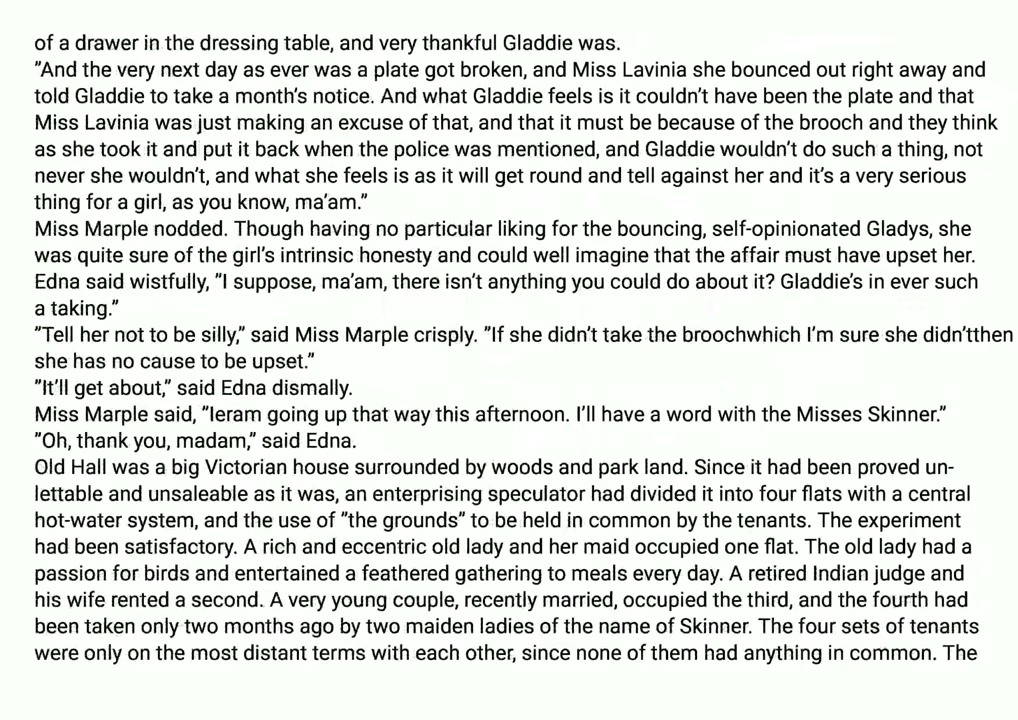 of a drawer in the dressing table, and very thankful Gladdie was.
"And the very next day as ever was a plate got broken, and Miss Lavinia she bounced out right away and
told Gladdie to take a month's notice. And what Gladdie feels is it couldn't have been the plate and that
Miss Lavinia was just making an excuse of that, and that it must be because of the brooch and they think
as she took it and put it back when the police was mentioned, and Gladdie wouldn't do such a thing, not
never she wouldn't, and what she feels is as it will get round and tell against her and it's a very serious
thing for a girl, as you know, ma'am."
Miss Marple nodded. Though having no particular liking for the bouncing, self-opinionated Gladys, she
was quite sure of the girl's intrinsic honesty and could well imagine that the affair must have upset her.
Edna said wistfully, "I suppose, ma'am, there isn't anything you could do about it? Gladdie's in ever such
a taking."
"Tell her not to be silly," said Miss Marple crisply. "If she didn't take the broochwhich I'm sure she didn'tthen
she has no cause to be upset."
"It'll get about," said Edna dismally.
Miss Marple said, "Ieram going up that way this afternoon. I'll have a word with the Misses Skinner."
"Oh, thank you, madam," said Edna.
Old Hall was a big Victorian house surrounded by woods and park land. Since it had been proved un-
lettable and unsaleable as it was, an enterprising speculator had divided it into four flats with a central
hot-water system, and the use of "the grounds" to be held in common by the tenants. The experiment
had been satisfactory. A rich and eccentric old lady and her maid occupied one flat. The old lady had a
passion for birds and entertained a feathered gathering to meals every day. A retired Indian judge and
his wife rented a second. A very young couple, recently married, occupied the third, and the fourth had
been taken only two months ago by two maiden ladies of the name of Skinner. The four sets of tenants
were only on the most distant terms with each other, since none of them had anything in common. The